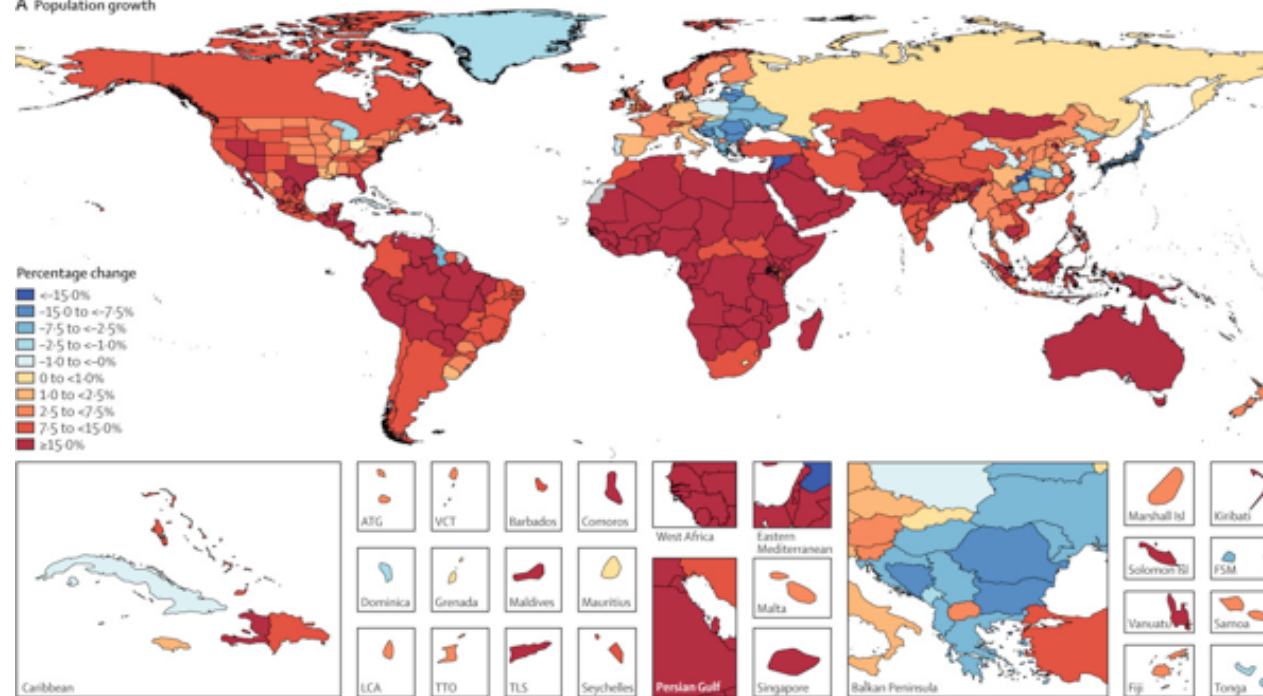 A Population growth
Percentage change
<–15·0%
–15·0 to <–7·5%
–7·5 to <–2·5%
–2·5 to <–1·0%
–1·0 to <–0%
0 to <1·0%
1·0 to <2·5%
2·5 to <7·5%
7·5 to <15·0%
≥15·0%
Caribbean
ATG
VCT
Barbados
Comoros
West Africa
Eastern
Mediterranean
Marshall Isl
Kiribati
Dominica
Grenada
Maldives
Mauritius
Malta
Solomon Isl
FSM
Vanuatu
Samoa
LCA
TTO
TLS
Seychelles
Persian Gulf
Singapore
Balkan Peninsula
Fiji
Tonga